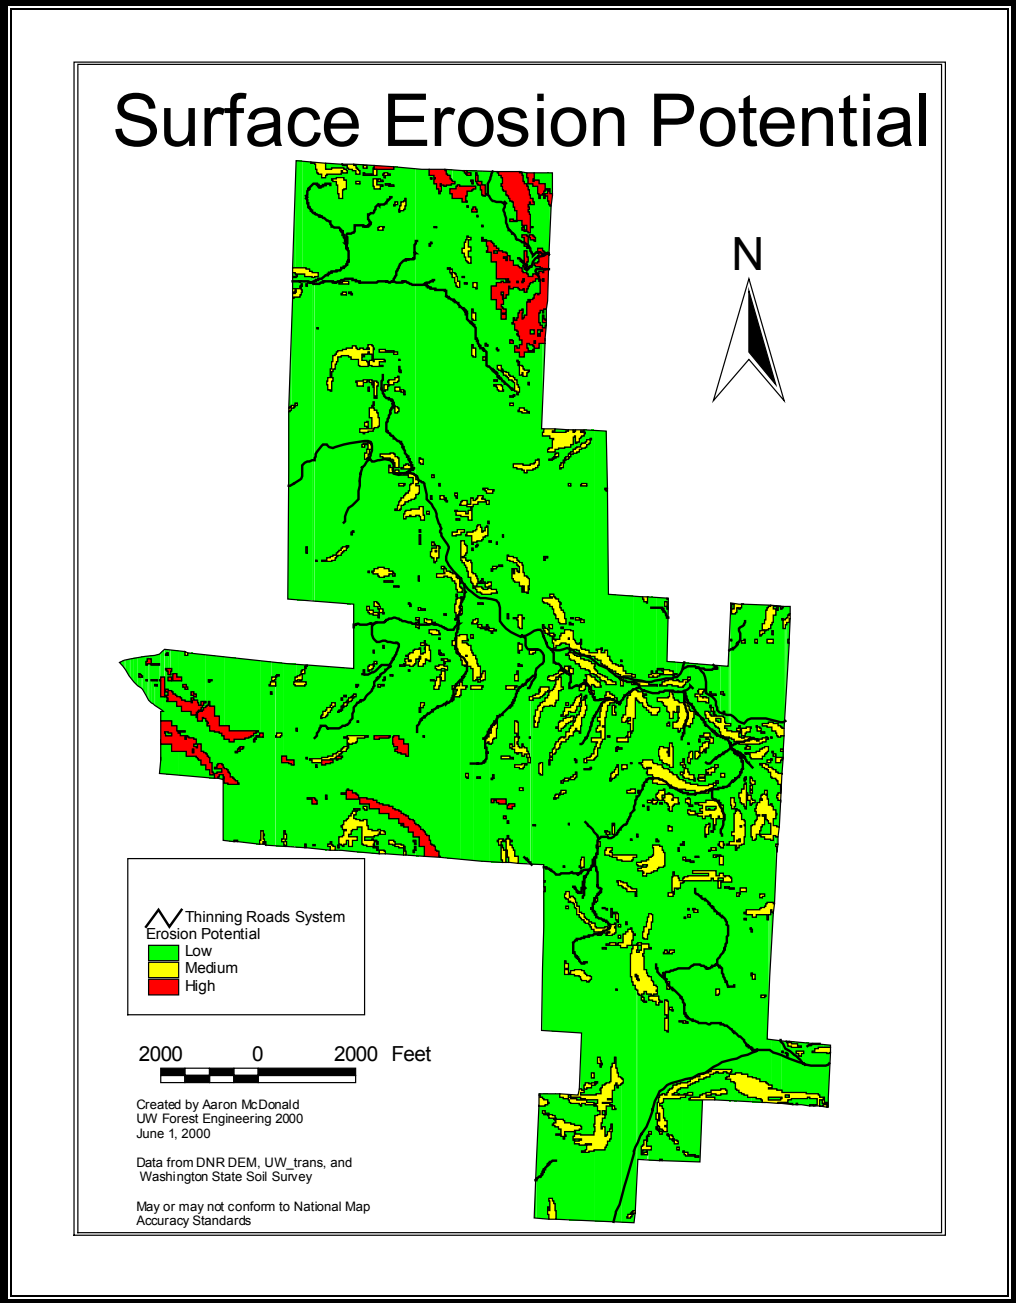 Surface Erosion Potential
N
Thinning Roads System
Erosion Potential
Low
Medium
High
2000 0 2000 Feet
Created by Aaron McDonald
UW Forest Engineering 2000
June 1, 2000
Data from DNR DEM, UW_trans, and
Washington State Soil Survey
May or may not conform to National Map
Accuracy Standards